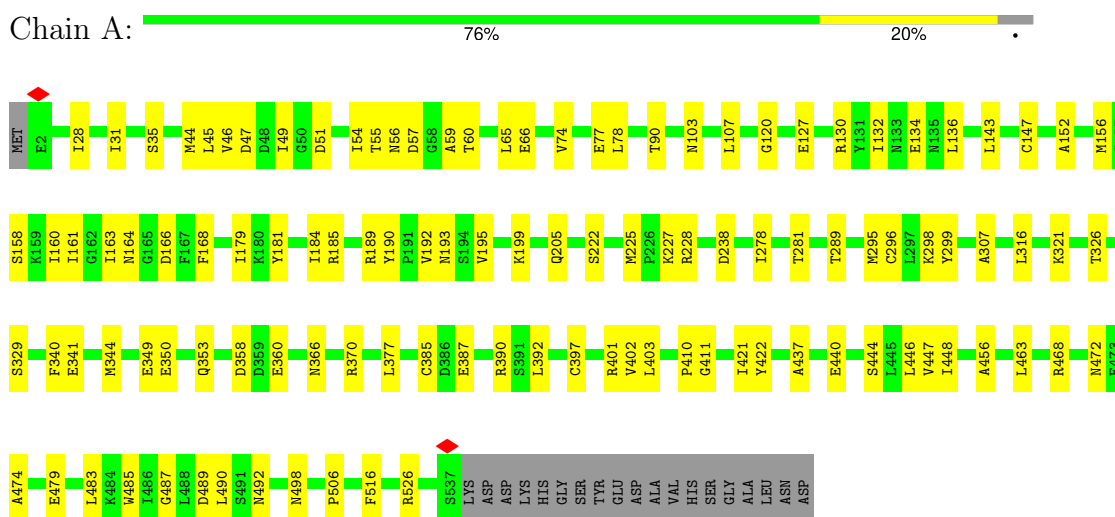 Chain A:
76% 20% •
MET E2 I28 I31 S35 M44 L45 V46 D47 D48 I49 G50 D51 I54 T55 N56 D57 G58 A59 T60 L65 E66 V74 E77 L78 T90 N103 L107 G120 E127 R130 Y131 I132 N133 E134 N135 L136 L143 C147 A152 M156
S158 K159 I160 I161 G162 I163 N164 G165 D166 F167 F168 I179 K180 Y181 I184 R185 R189 Y190 P191 V192 N193 S194 V195 K199 Q205 S222 M225 P226 K227 R228 D238 I278 T281 T289 M295 C296 L297 K298 Y299 A307 L316 K321 T326
S329 F340 E341 M344 E349 E350 Q353 D358 D359 E360 N366 R370 L377 C385 D386 E387 R390 S391 L392 C397 R401 V402 L403 P410 G411 I421 Y422 A437 E440 S444 L445 L446 V447 I448 A456 L463 R468 N472 E473
A474 E479 L483 K484 W485 I486 G487 L488 D489 L490 S491 N492 N498 P506 F516 R526 S537 LYS ASP ASP LYS HIS GLY SER TYR GLU ASP ALA VAL HIS SER GLY ALA LEU ASN ASP